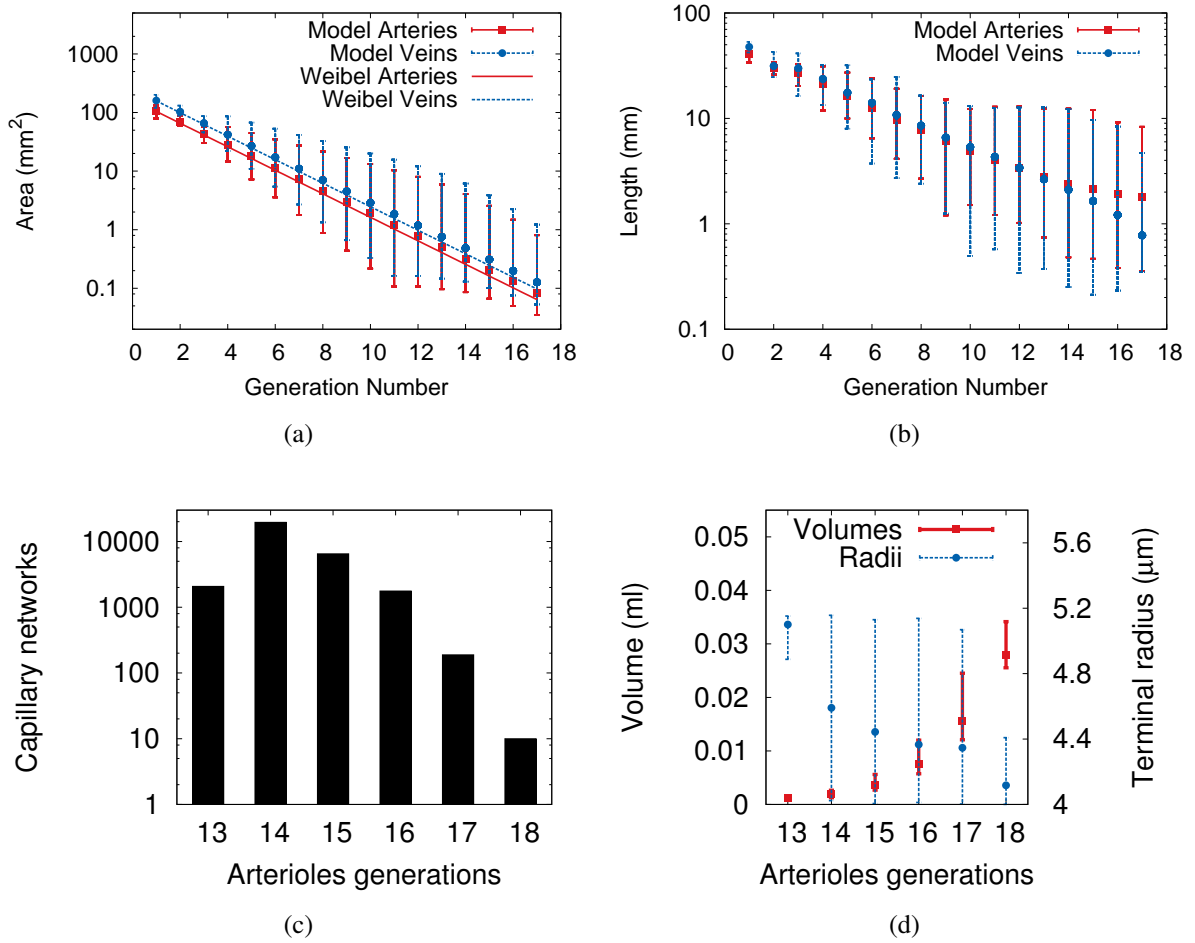 Area (mm2)
1000
100
10
1
0.1
Model Arteries
Model Veins
Weibel Arteries
Weibel Veins
0 2 4 6 8 10 12 14 16 18
Generation Number
(a)
Length (mm)
100
10
1
0.1
Model Arteries
Model Veins
0 2 4 6 8 10 12 14 16 18
Generation Number
(b)
Capillary networks
10000
1000
100
10
1
13 14 15 16 17 18
Arterioles generations
(c)
Volume (ml)
0.05
0.04
0.03
0.02
0.01
0
Volumes
Radii
5.6
5.2
4.8
4.4
4
Terminal radius (μm)
13 14 15 16 17 18
Arterioles generations
(d)